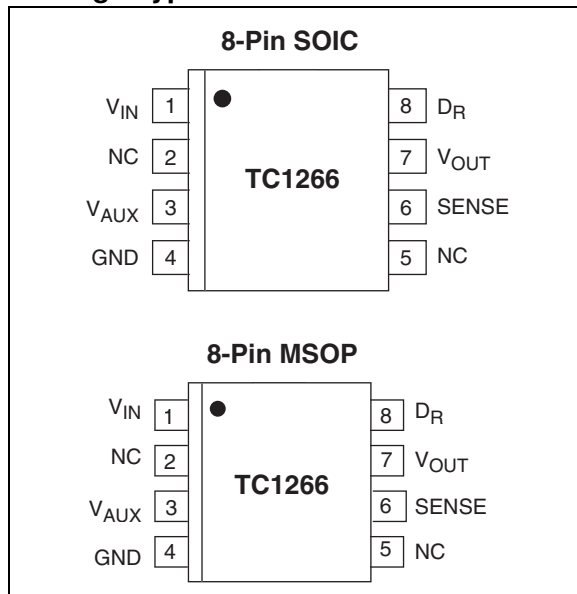 8-Pin SOIC
VIN 1 8 DR
NC 2 7 VOUT
TC1266
VAUX 3 6 SENSE
GND 4 5 NC
8-Pin MSOP
VIN 1 8 DR
NC 2 7 VOUT
TC1266
VAUX 3 6 SENSE
GND 4 5 NC